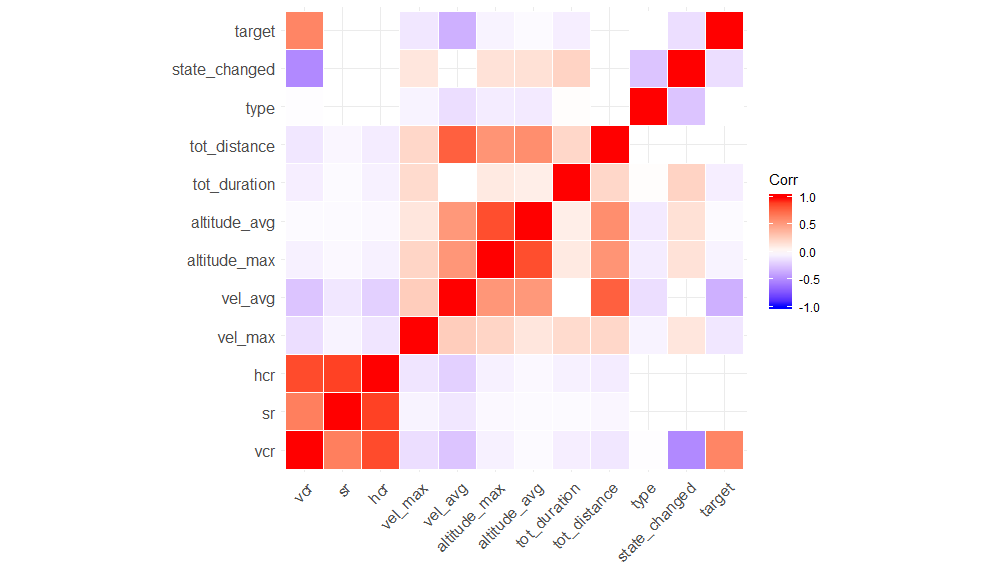 target
state_changed
type
tot_distance
tot_duration
altitude_avg
altitude_max
vel_avg
vel_max
hcr
sr
vcr
vcr
sr
hcr
vel_max
vel_avg
altitude_max
altitude_avg
tot_duration
tot_distance
type
state_changed
target
Corr
1.0
0.5
0.0
-0.5
-1.0